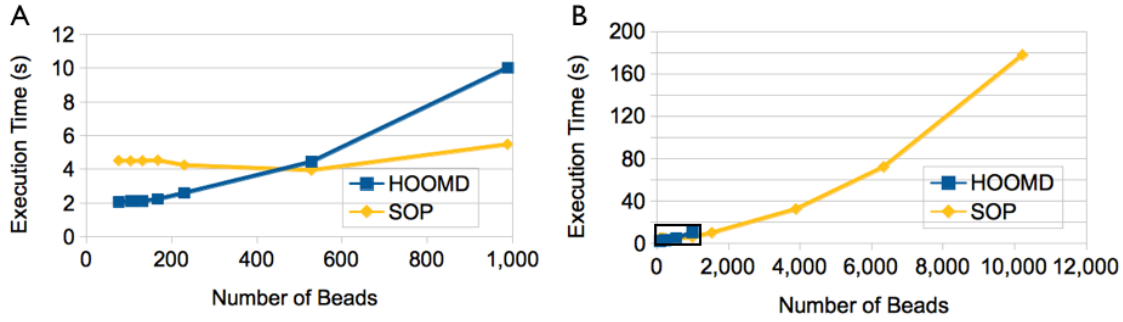 A
Execution Time (s)
12
10
8
6
4
2
0
0
200
400
600
800
1,000
Number of Beads
HOOMD
SOP
B
Execution Time (s)
200
160
120
80
40
0
0
2,000
4,000
6,000
8,000
10,000
12,000
Number of Beads
HOOMD
SOP